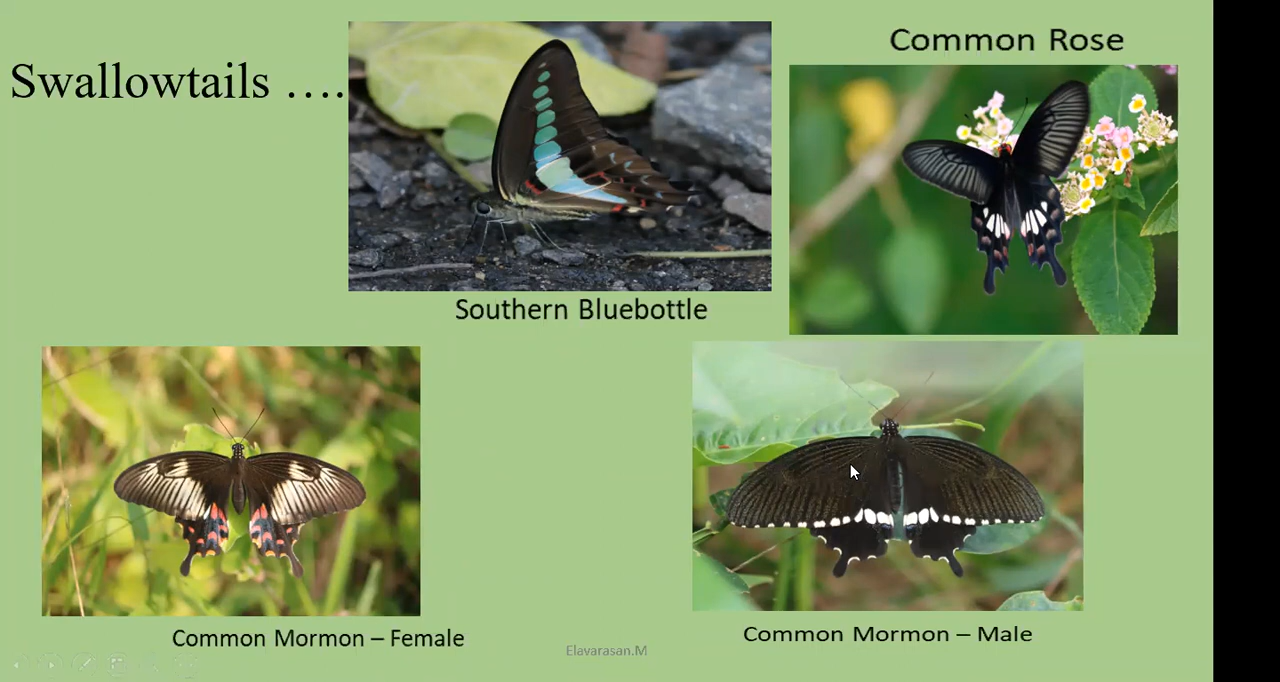 Swallowtails ….
Common Rose
Southern Bluebottle
Common Mormon – Female
Common Mormon – Male
Elavarasan.M